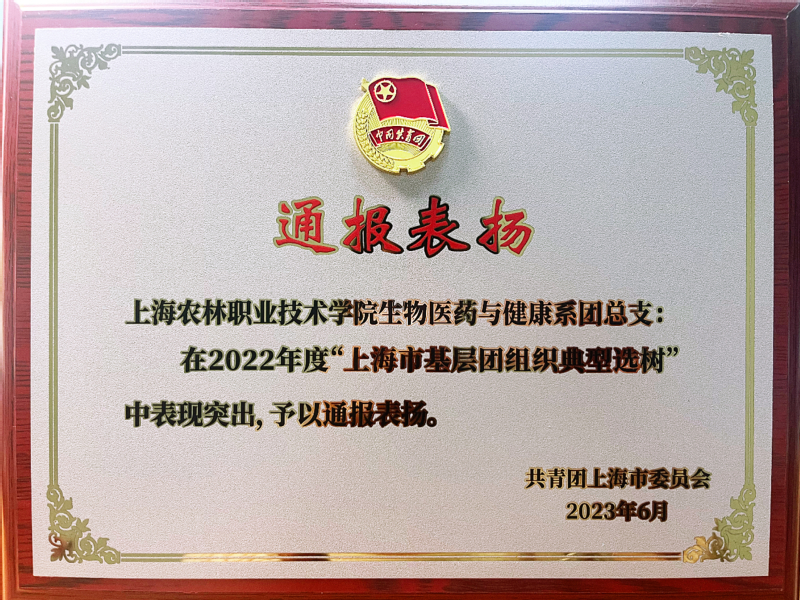 中国共青团
通报表扬
上海农林职业技术学院生物医药与健康系团总支：
在2022年度“上海市基层团组织典型选树”
中表现突出，予以通报表扬。
共青团上海市委员会
2023年6月